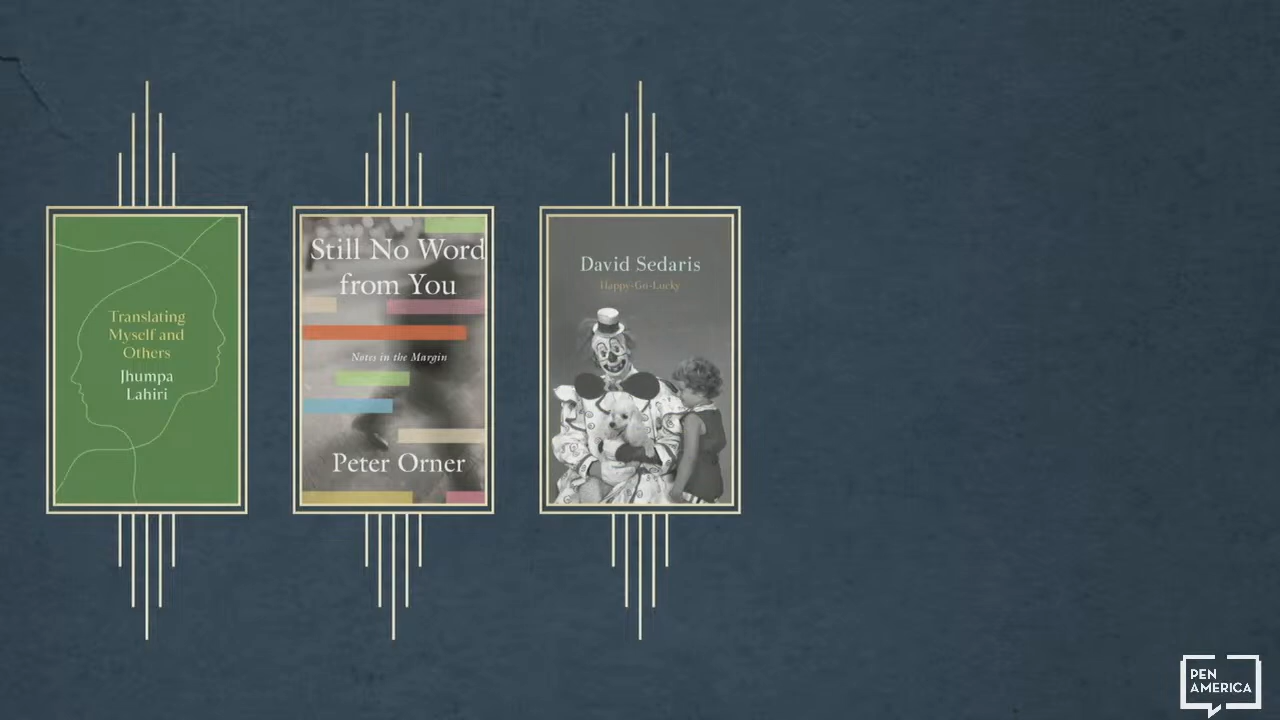 Translating
Myself and
Others
Jhumpa
Lahiri
Still No Word
from You
Notes in the Margin
Peter Orner
David Sedaris
Happy-Go-Lucky
PEN
AMERICA